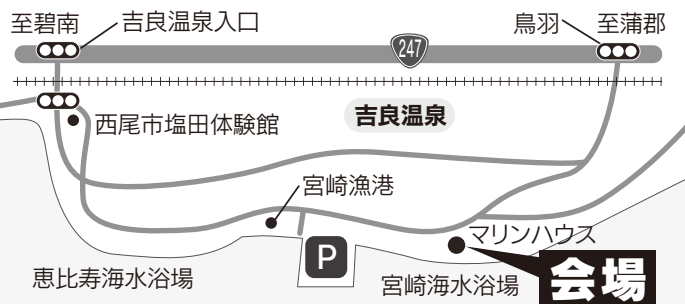 至碧南
吉良温泉入口
鳥羽
至蒲郡
247
吉良温泉
西尾市塩田体験館
宮崎漁港
マリンハウス
P
会場
恵比寿海水浴場
宮崎海水浴場